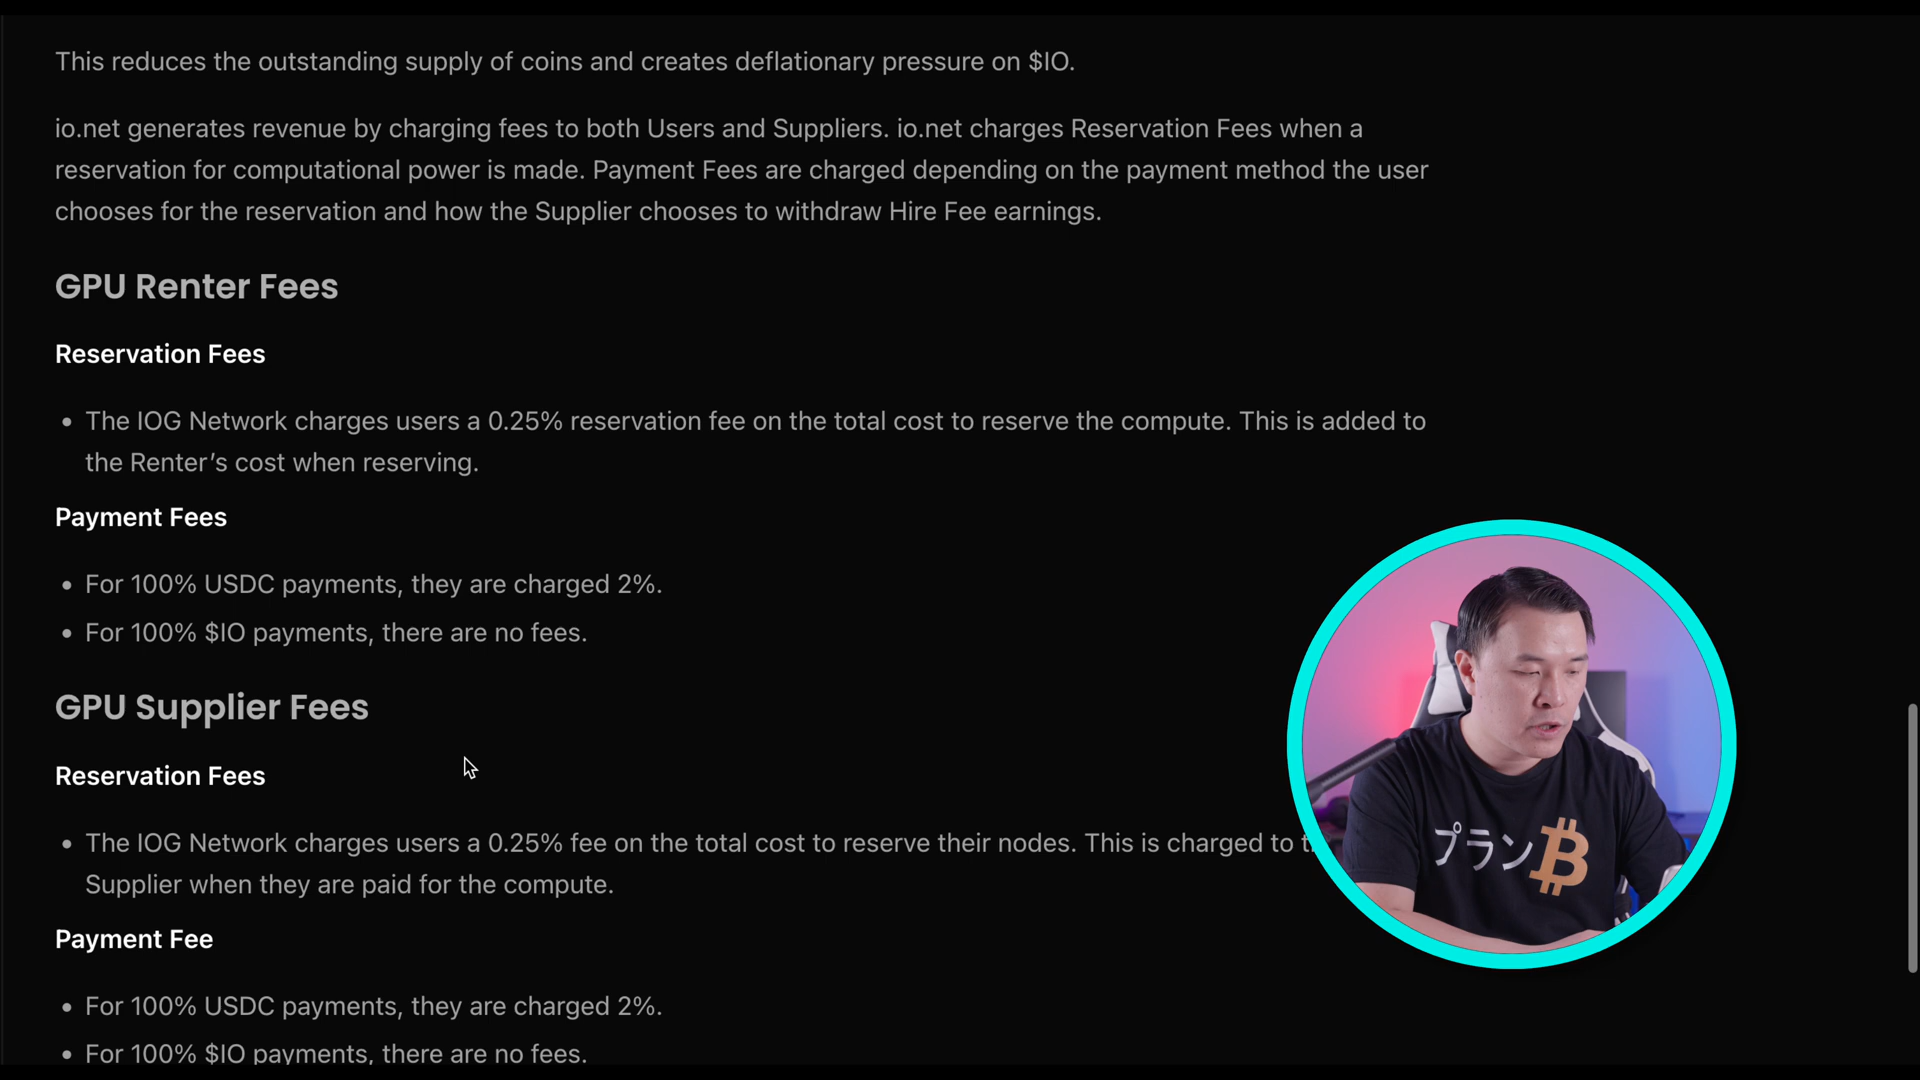 This reduces the outstanding supply of coins and creates deflationary pressure on $IO.
io.net generates revenue by charging fees to both Users and Suppliers. io.net charges Reservation Fees when a
reservation for computational power is made. Payment Fees are charged depending on the payment method the user
chooses for the reservation and how the Supplier chooses to withdraw Hire Fee earnings.
GPU Renter Fees
Reservation Fees
• The IOG Network charges users a 0.25% reservation fee on the total cost to reserve the compute. This is added to
the Renter’s cost when reserving.
Payment Fees
• For 100% USDC payments, they are charged 2%.
• For 100% $IO payments, there are no fees.
GPU Supplier Fees
Reservation Fees
• The IOG Network charges users a 0.25% fee on the total cost to reserve their nodes. This is charged to
Supplier when they are paid for the compute.
Payment Fee
• For 100% USDC payments, they are charged 2%.
• For 100% $IO payments, there are no fees.
プラン₿